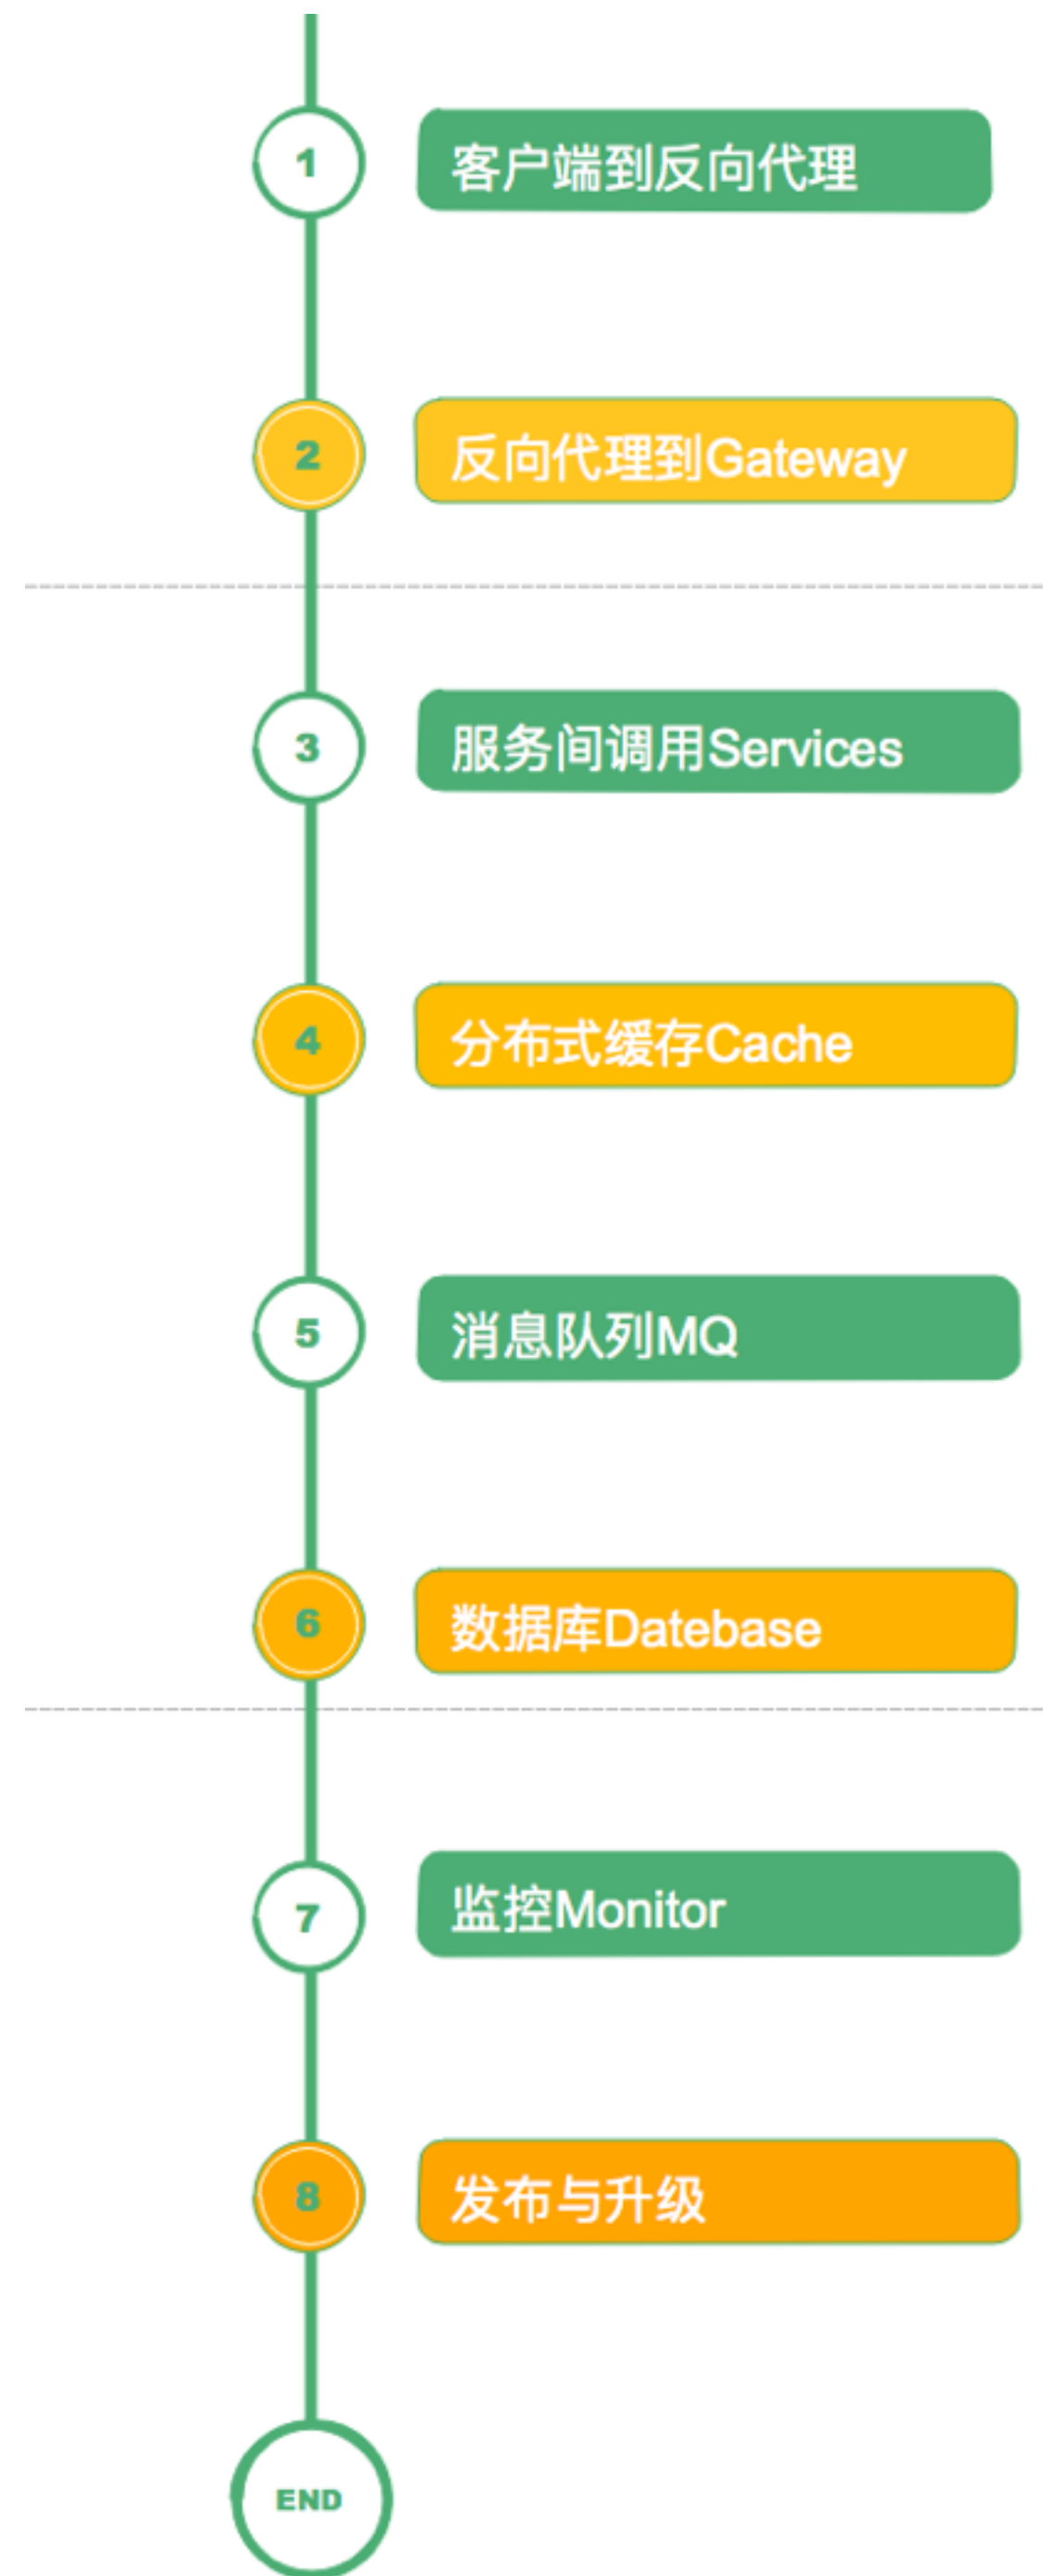 1
客户端到反向代理
2
反向代理到Gateway
3
服务间调用Services
4
分布式缓存Cache
5
消息队列MQ
6
数据库Datebase
7
监控Monitor
8
发布与升级
END